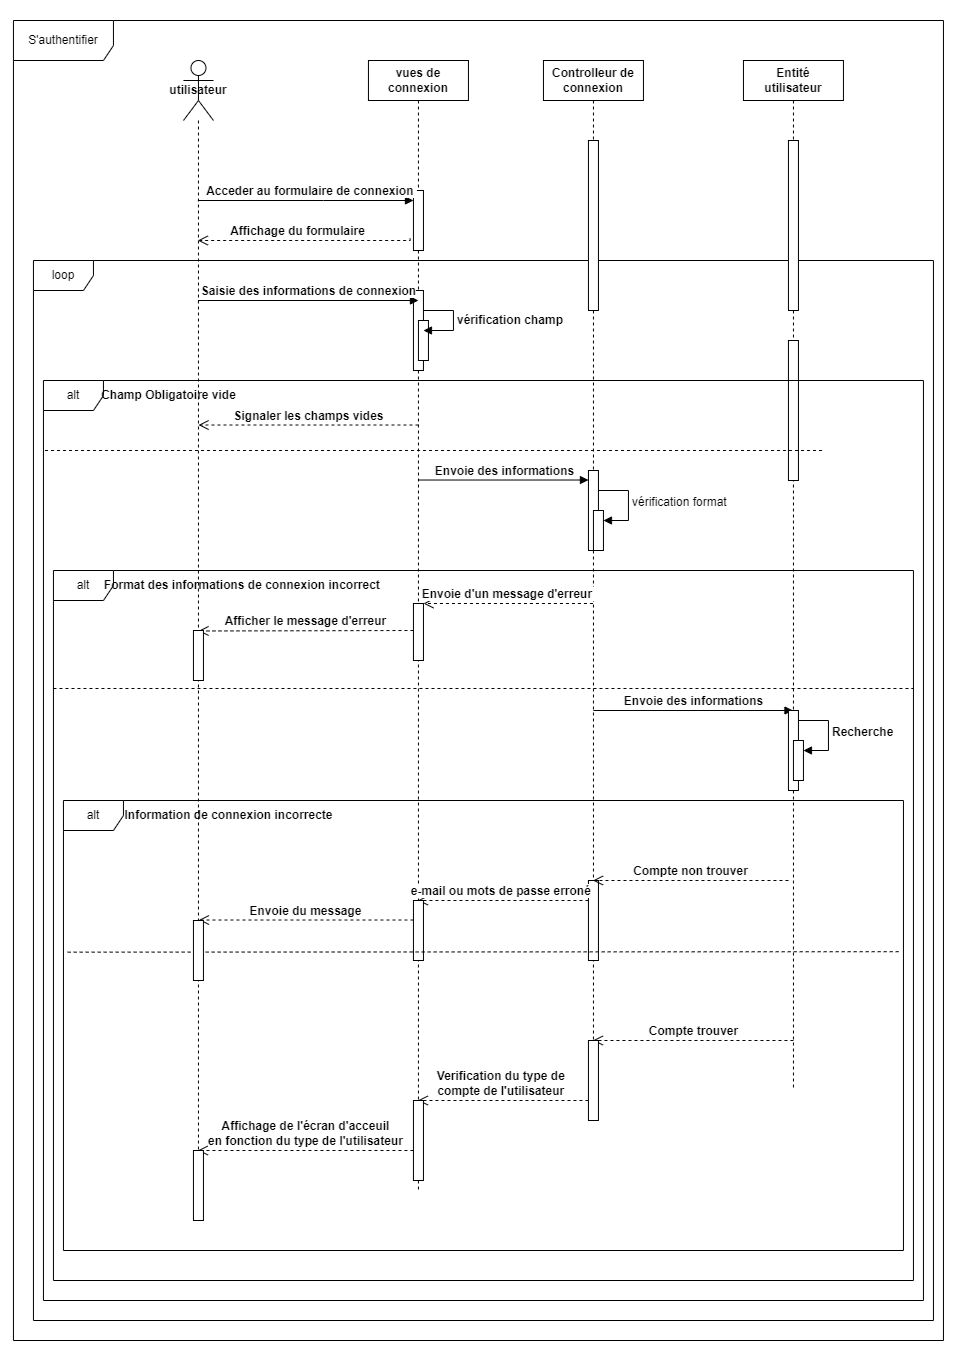 S'authentifier
utilisateur
vues de
connexion
Controlleur de
connexion
Entité
utilisateur
Acceder au formulaire de connexion
Affichage du formulaire
loop
Saisie des informations de connexion
vérification champ
alt
Champ Obligatoire vide
Signaler les champs vides
Envoie des informations
vérification format
alt
Format des informations de connexion incorrect
Envoie d'un message d'erreur
Afficher le message d'erreur
Envoie des informations
Recherche
alt
Information de connexion incorrecte
Compte non trouver
e-mail ou mots de passe erroné
Envoie du message
Compte trouver
Verification du type de
compte de l'utilisateur
Affichage de l'écran d'acceuil
en fonction du type de l'utilisateur